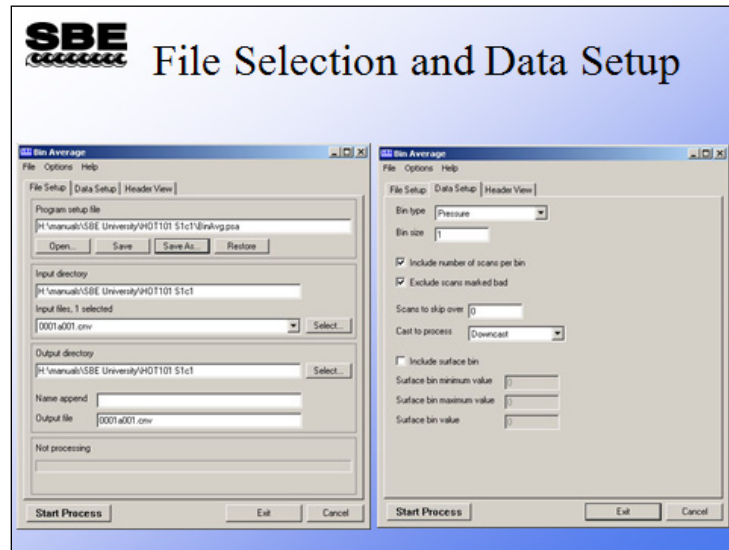 SBE
File Selection and Data Setup
Bin Average
File Options Help
File Setup Data Setup Header View
Program setup file
H:\manuals\SBE University\HOT101 S1c1\BinAvg.psa
Open... Save Save As... Restore
Input directory
H:\manuals\SBE University\HOT101 S1c1
Input files, 1 selected
0001a001.cnv
Select...
Output directory
H:\manuals\SBE University\HOT101 S1c1
Select...
Name append
Output file 0001a001.cnv
Not processing
Start Process Exit Cancel
Bin Average
File Options Help
File Setup Data Setup Header View
Bin type Pressure
Bin size 1
Include number of scans per bin
Exclude scans marked bad
Scans to skip over 0
Cast to process Downcast
Include surface bin
Surface bin minimum value 0
Surface bin maximum value 0
Surface bin value 0
Start Process Exit Cancel